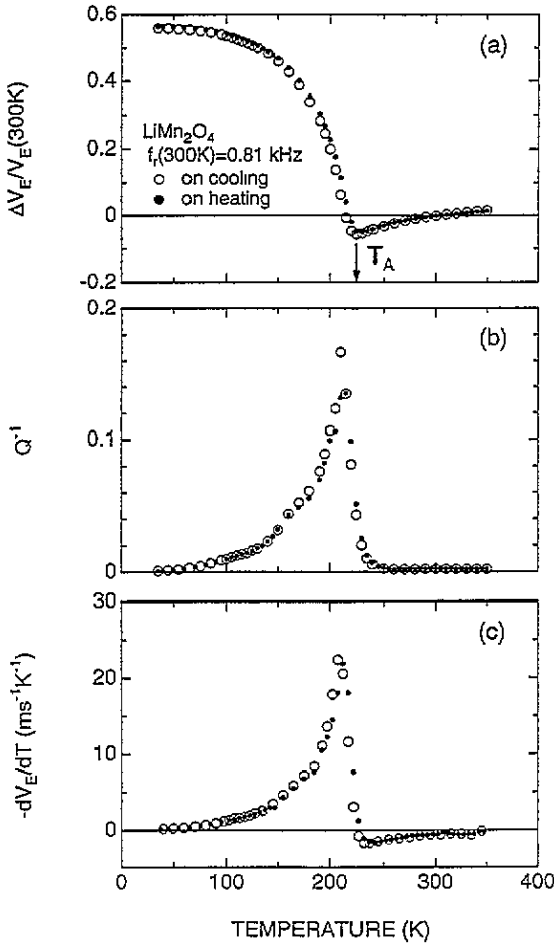 0.6
(a)
0.4
ΔV_E/V_E(300K)
LiMn₂O₄
f_r(300K)=0.81 kHz
0.2
○ on cooling
● on heating
0
T_A
-0.2
0.2
(b)
Q⁻¹
0.1
0
30
(c)
20
-dV_E/dT (ms⁻¹K⁻¹)
10
0
0 100 200 300 400
TEMPERATURE (K)